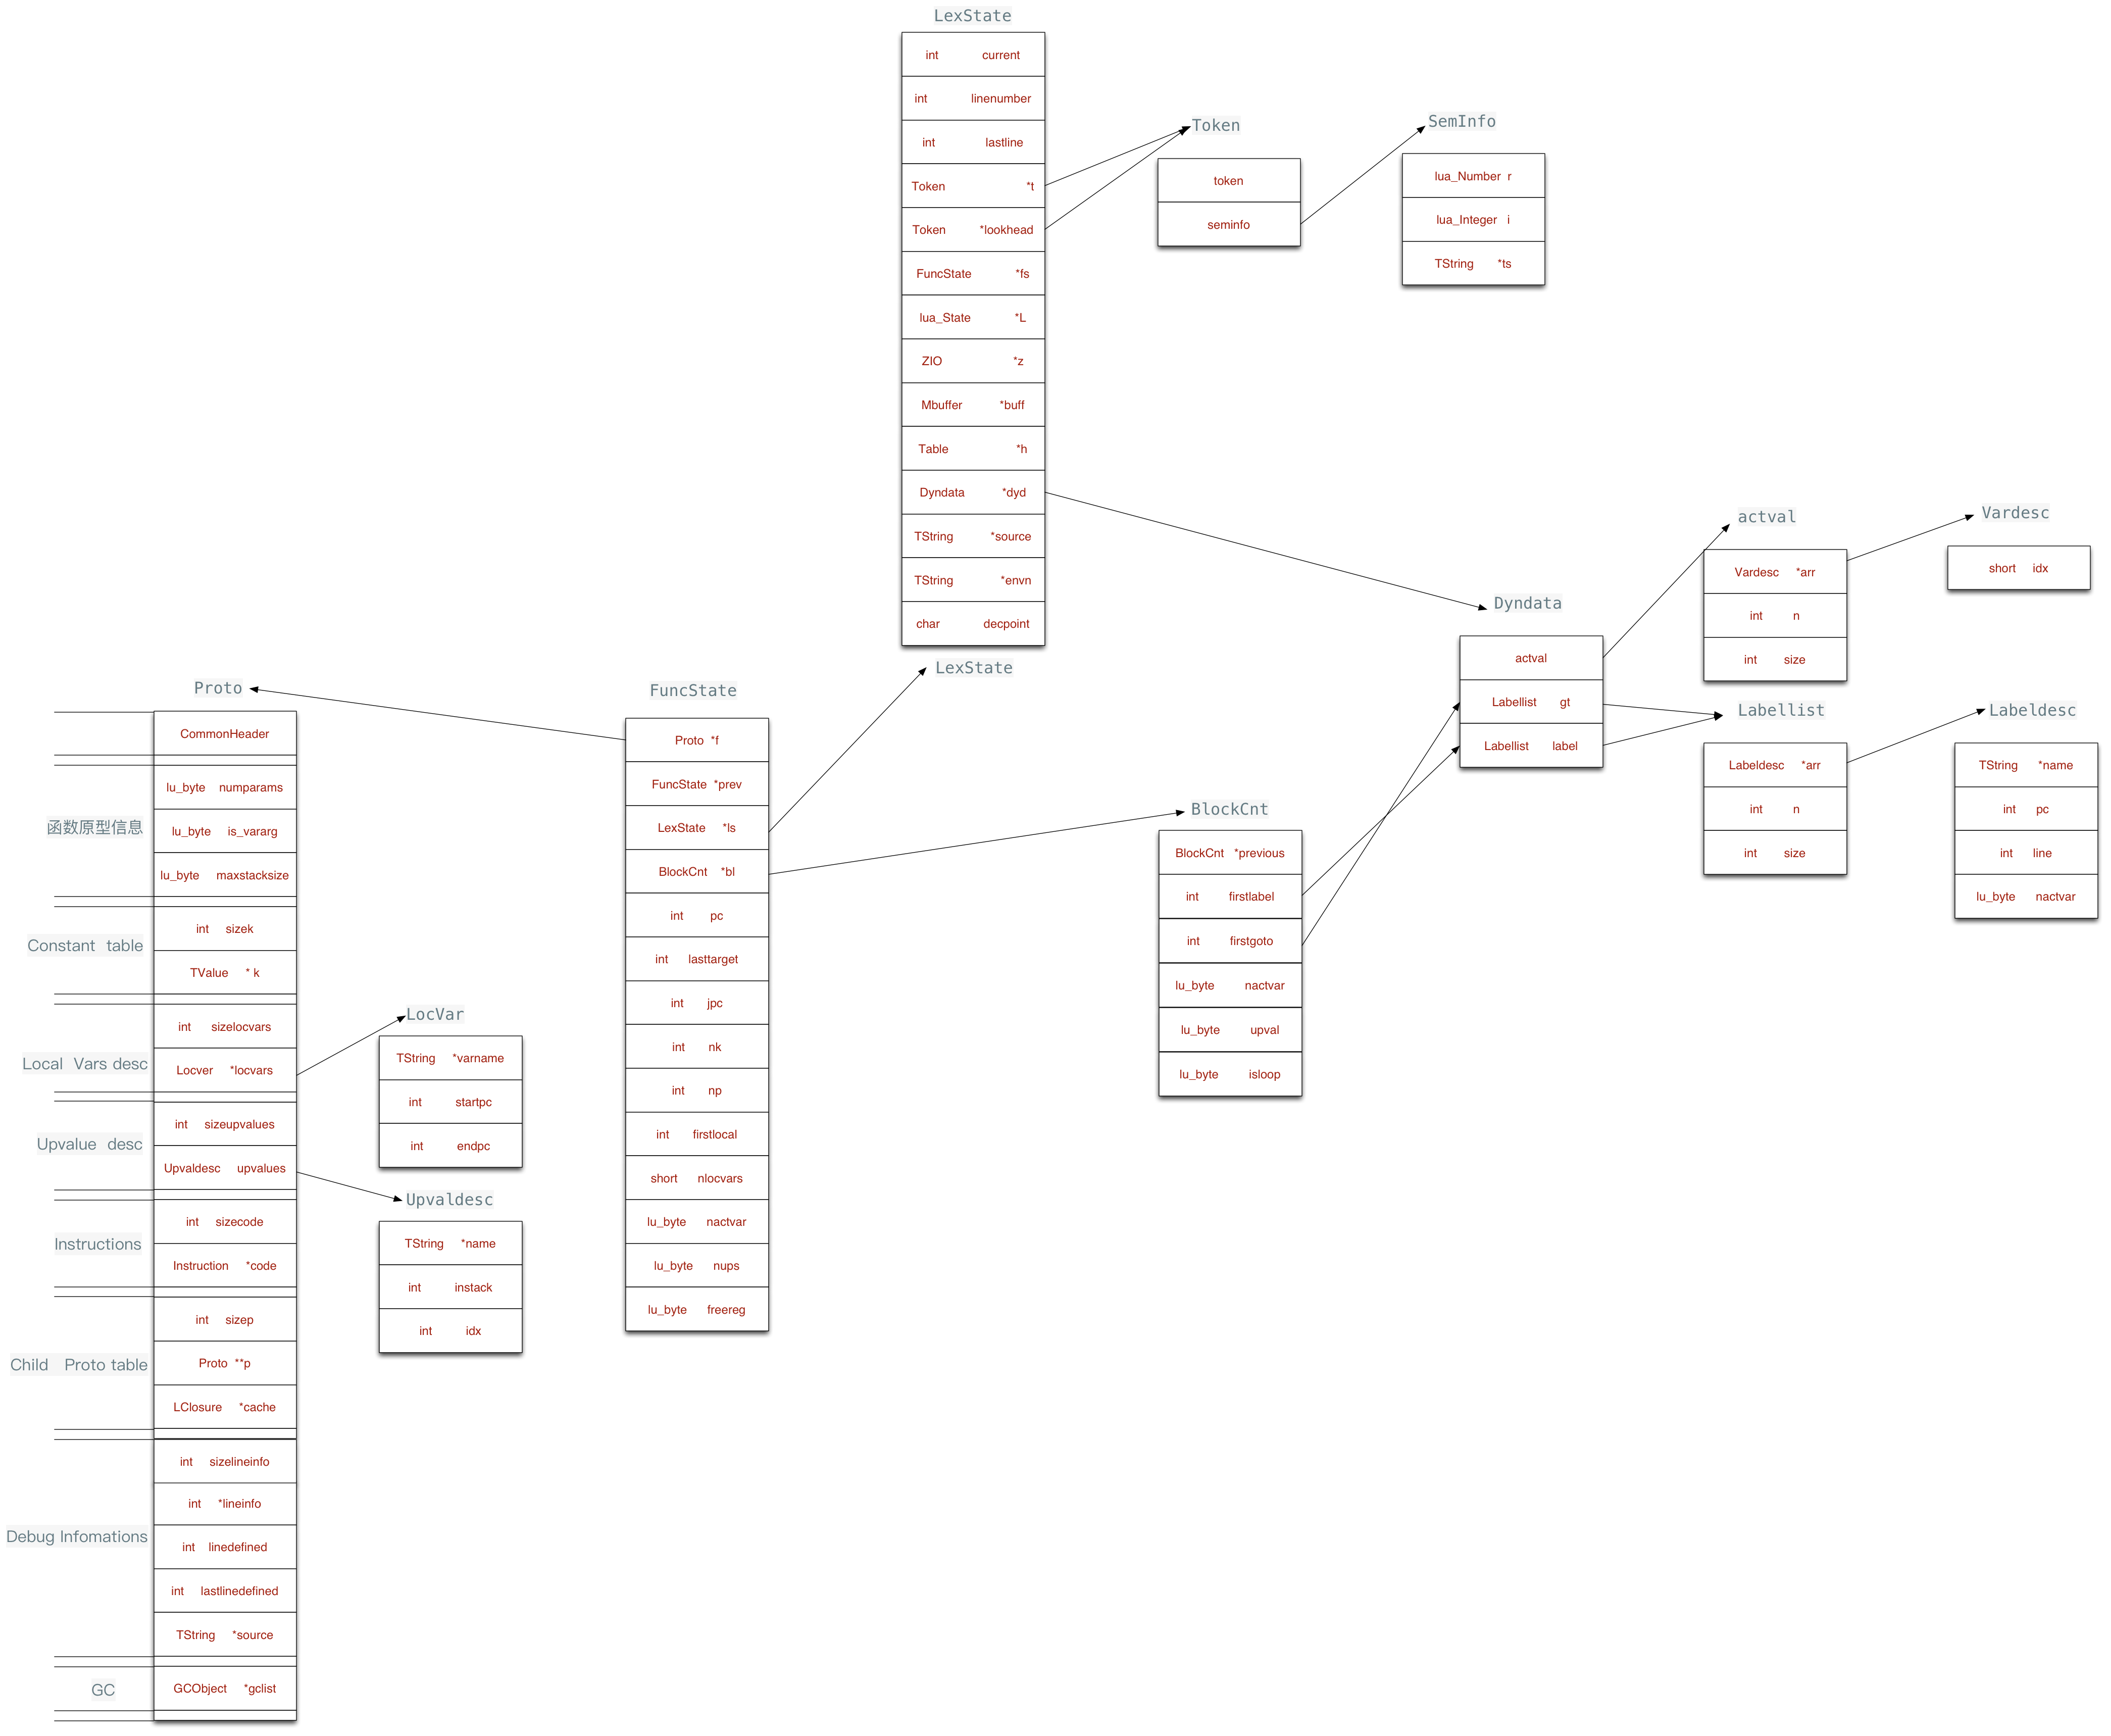 LexState
int current
int linenumber
int lastline
Token *t
Token *lookhead
FuncState *fs
lua_State *L
ZIO *z
Mbuffer *buff
Table *h
Dyndata *dyd
TString *source
TString *envn
char decpoint
Token
token
seminfo
SemInfo
lua_Number r
lua_Integer i
TString *ts
actval
Vardesc *arr
int n
int size
Vardesc
short idx
Dyndata
actval
Labellist gt
Labellist label
Labellist
Labeldesc *arr
int n
int size
Labeldesc
TString *name
int pc
int line
lu_byte nactvar
LexState
FuncState
Proto *f
FuncState *prev
LexState *ls
BlockCnt *bl
int pc
int lasttarget
int jpc
int nk
int np
int firstlocal
short nlocvars
lu_byte nactvar
lu_byte nups
lu_byte freereg
BlockCnt
BlockCnt *previous
int firstlabel
int firstgoto
lu_byte nactvar
lu_byte upval
lu_byte isloop
Proto
CommonHeader
函数原型信息
lu_byte numparams
lu_byte is_vararg
lu_byte maxstacksize
Constant table
int sizek
TValue * k
Local Vars desc
int sizelocvars
Locver *locvars
Upvalue desc
int sizeupvalues
Upvaldesc upvalues
Instructions
int sizecode
Instruction *code
Child Proto table
int sizep
Proto **p
LClosure *cache
Debug Infomations
int sizelineinfo
int *lineinfo
int linedefined
int lastlinedefined
TString *source
GC
GCObject *gclist
LocVar
TString *varname
int startpc
int endpc
Upvaldesc
TString *name
int instack
int idx